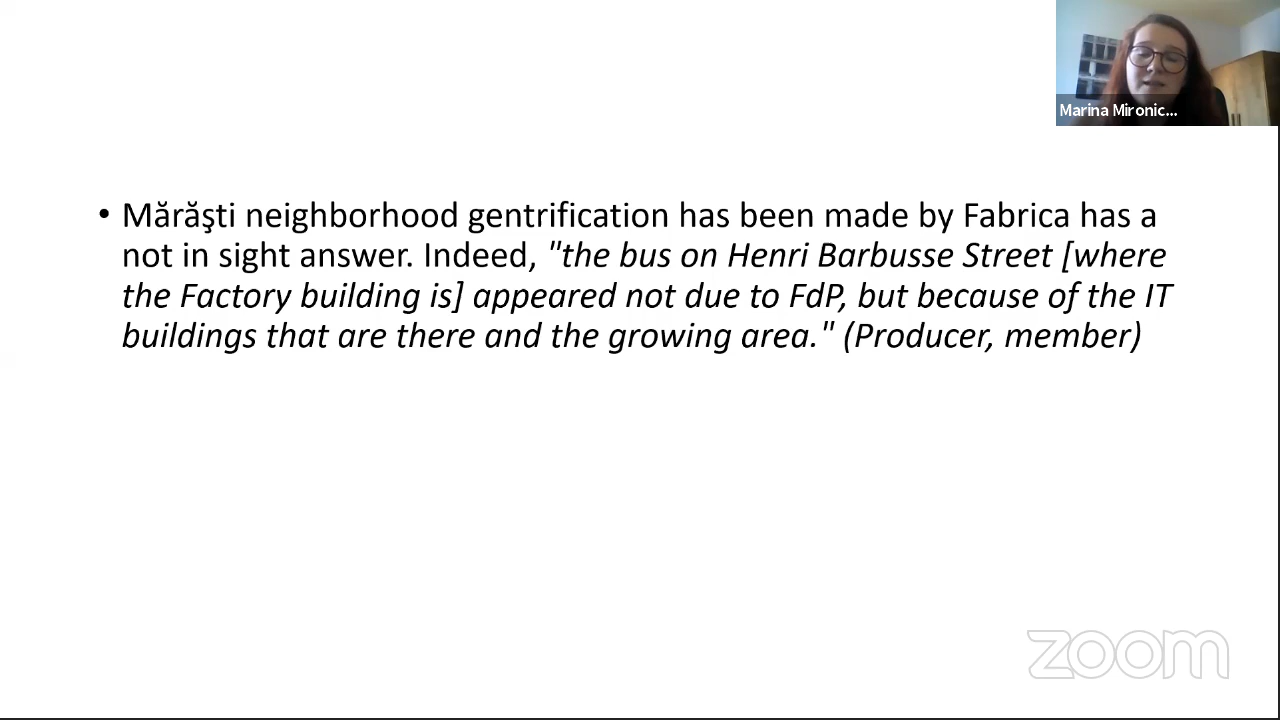 Marina Mironic...
• Mărăşti neighborhood gentrification has been made by Fabrica has a
not in sight answer. Indeed, "the bus on Henri Barbusse Street [where
the Factory building is] appeared not due to FdP, but because of the IT
buildings that are there and the growing area." (Producer, member)
zoom